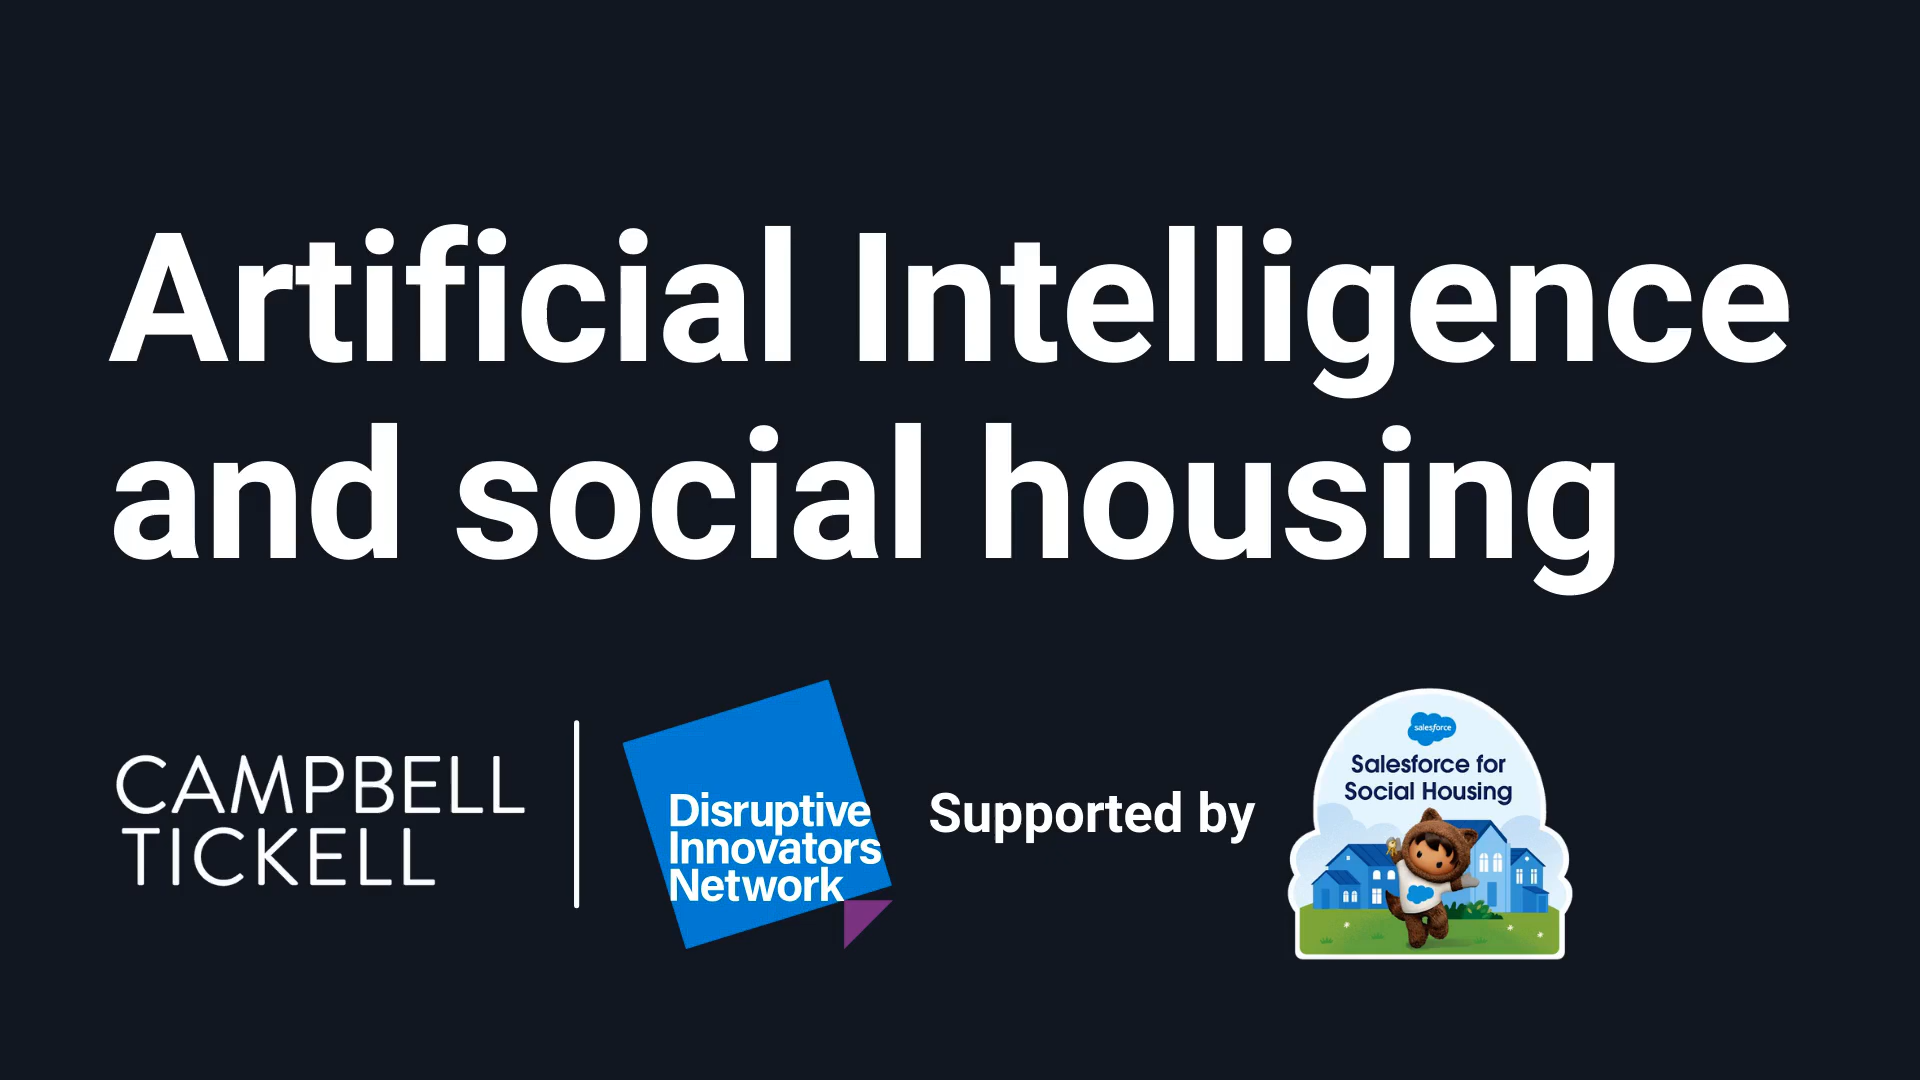 Artificial Intelligence
and social housing
CAMPBELL
TICKELL
Disruptive
Innovators
Network
Supported by
salesforce
Salesforce for
Social Housing